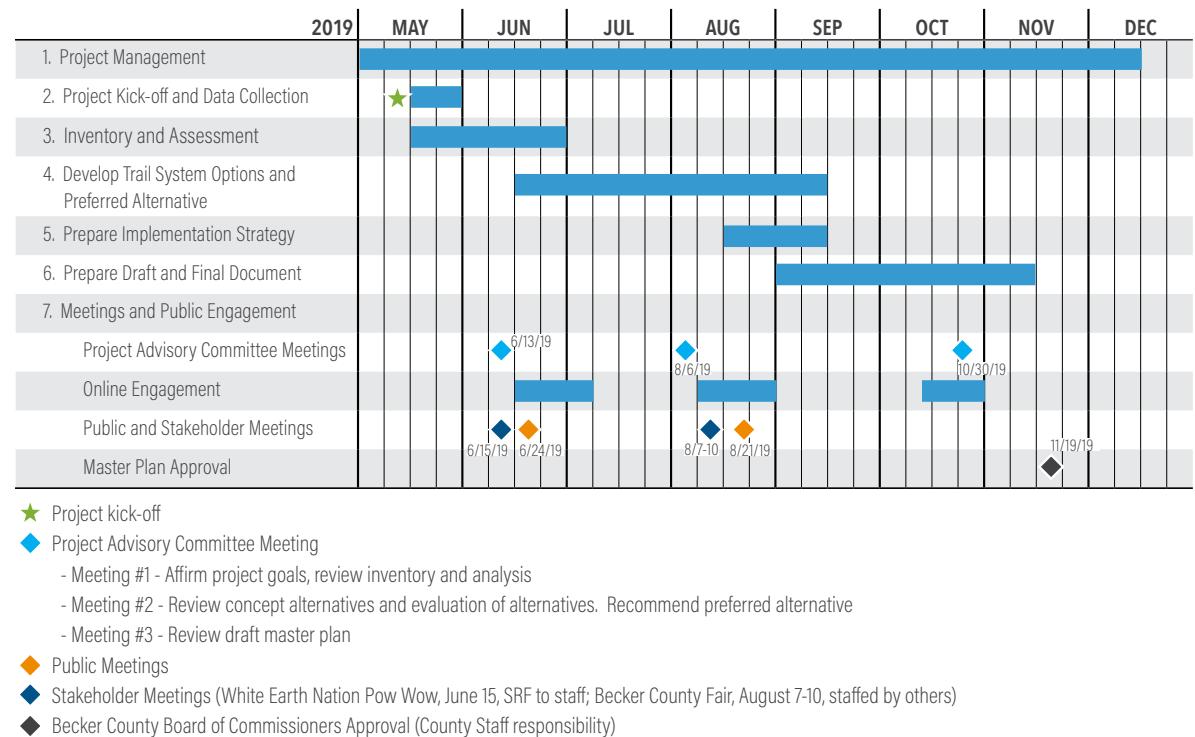 2019 MAY JUN JUL AUG SEP OCT NOV DEC
1. Project Management
2. Project Kick-off and Data Collection
3. Inventory and Assessment
4. Develop Trail System Options and
Preferred Alternative
5. Prepare Implementation Strategy
6. Prepare Draft and Final Document
7. Meetings and Public Engagement
Project Advisory Committee Meetings
6/13/19
8/6/19
10/30/19
Online Engagement
Public and Stakeholder Meetings
6/15/19 6/24/19 8/7-10 8/21/19
11/19/19
Master Plan Approval
Project kick-off
Project Advisory Committee Meeting
- Meeting #1 - Affirm project goals, review inventory and analysis
- Meeting #2 - Review concept alternatives and evaluation of alternatives.  Recommend preferred alternative
- Meeting #3 - Review draft master plan
Public Meetings
Stakeholder Meetings (White Earth Nation Pow Wow, June 15, SRF to staff; Becker County Fair, August 7-10, staffed by others)
Becker County Board of Commissioners Approval (County Staff responsibility)